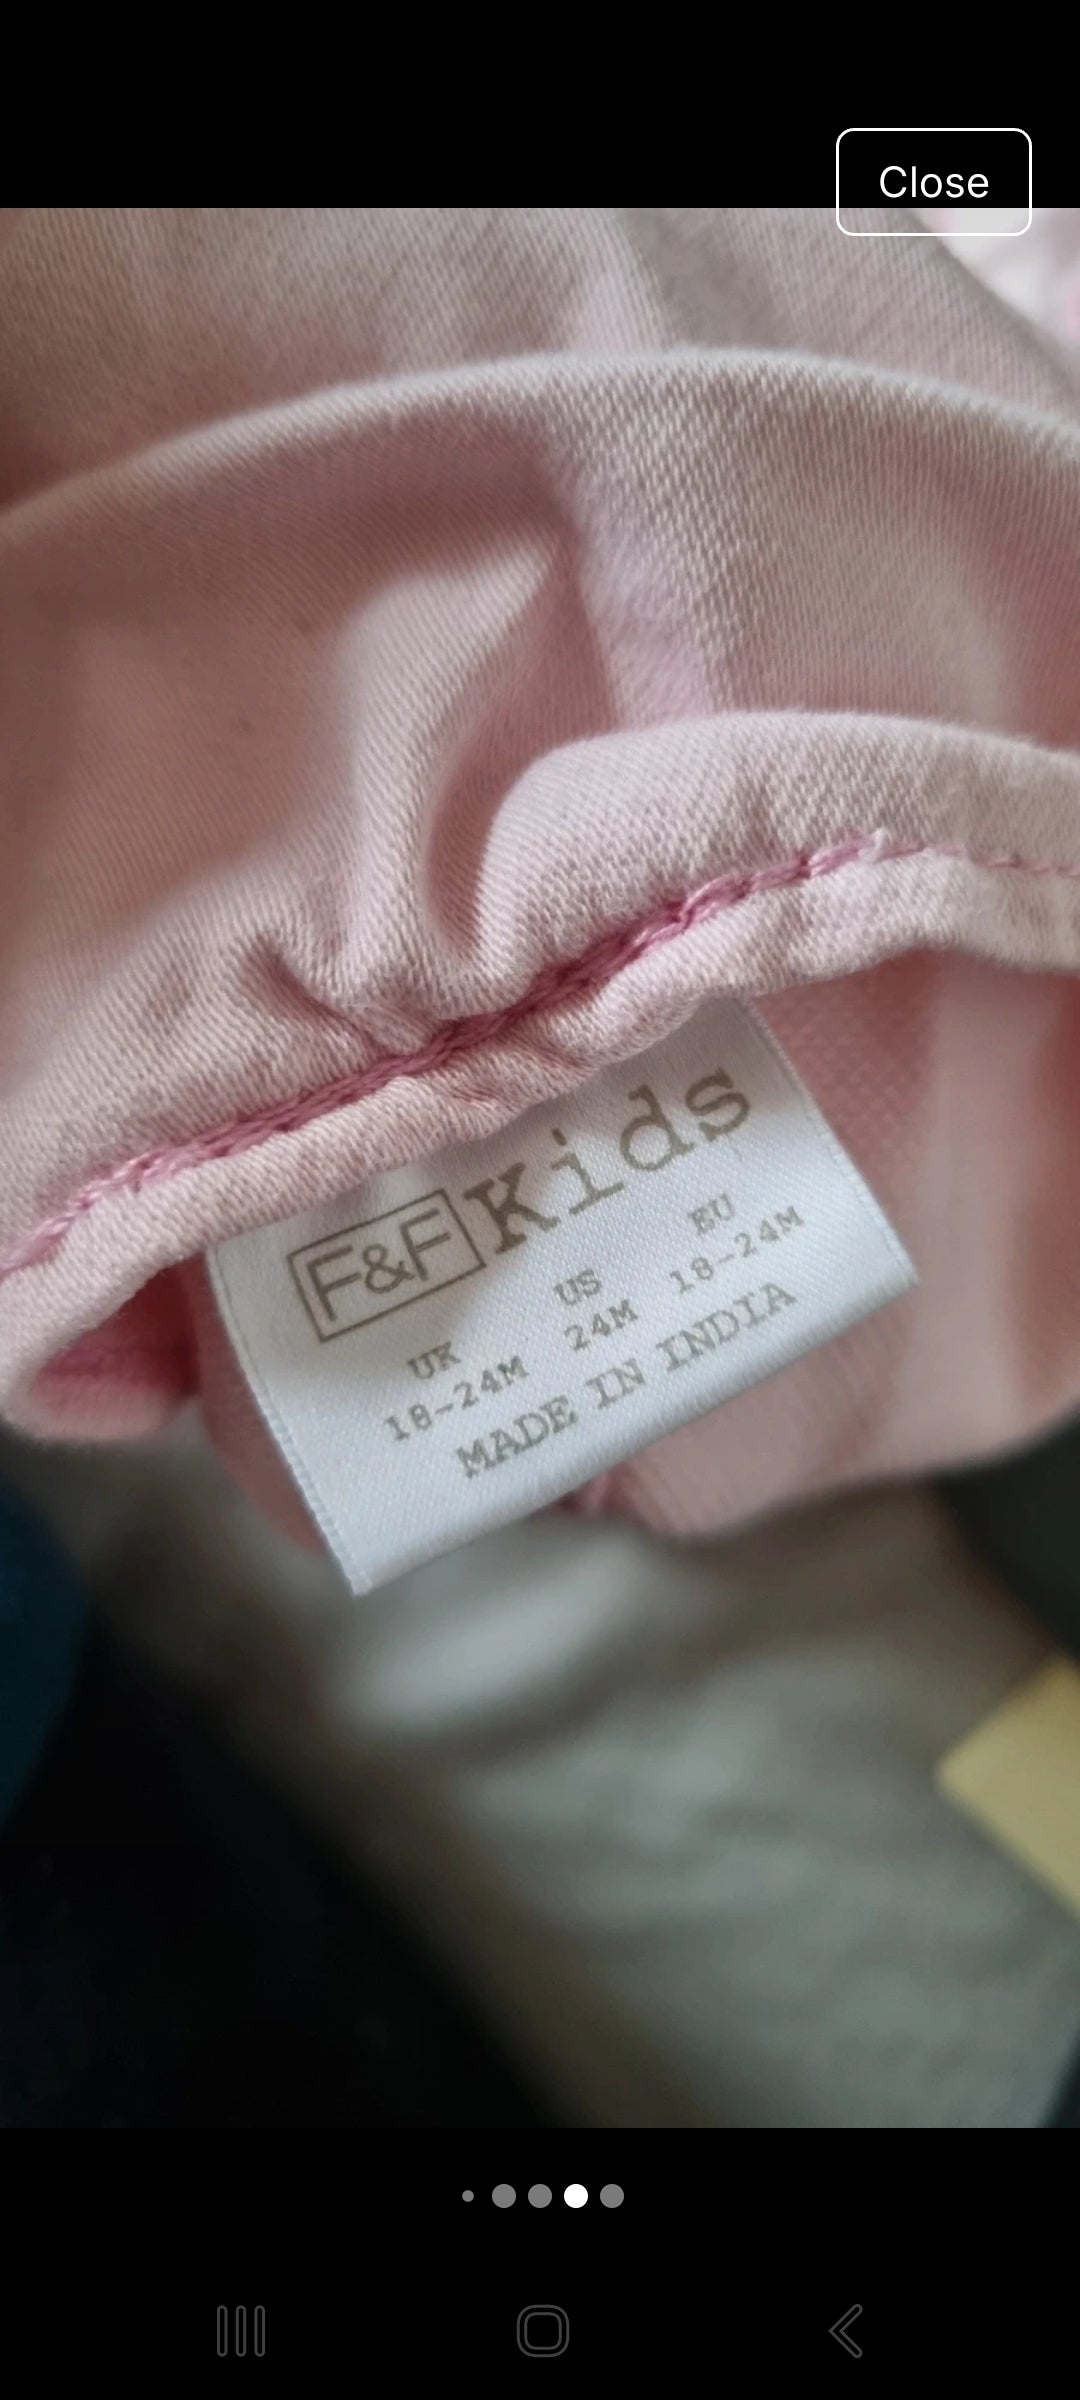 Close
F&F Kids
UK US EU
18-24M 24M 18-24M
MADE IN INDIA